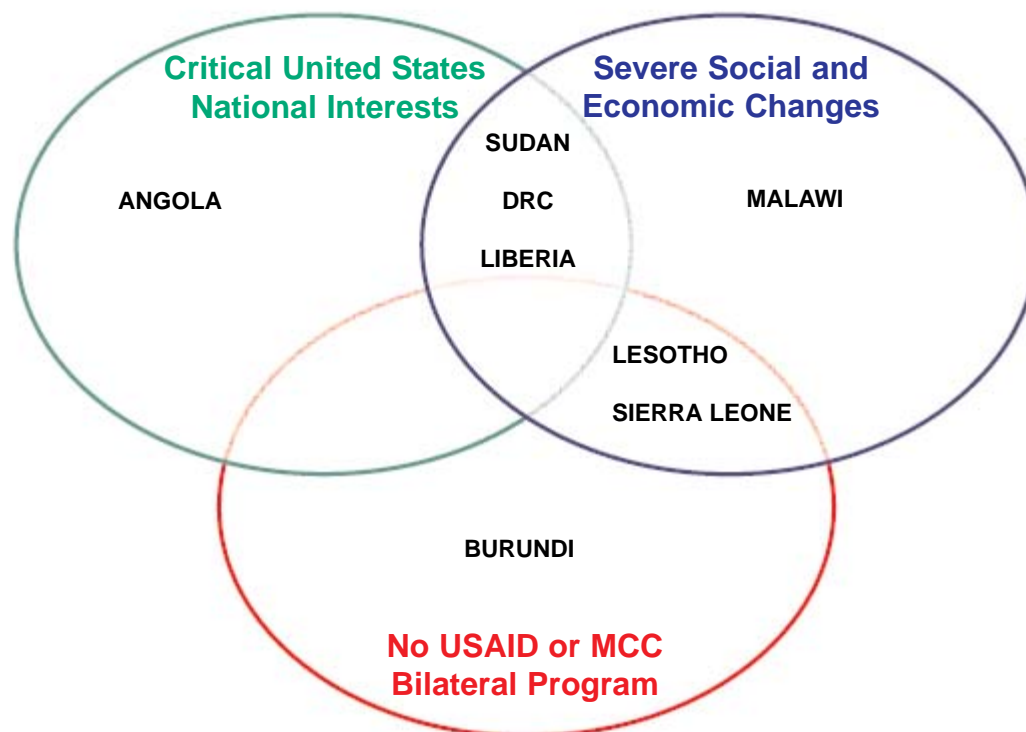 Critical United States
National Interests
Severe Social and
Economic Changes
SUDAN
ANGOLA
DRC
MALAWI
LIBERIA
LESOTHO
SIERRA LEONE
BURUNDI
No USAID or MCC
Bilateral Program